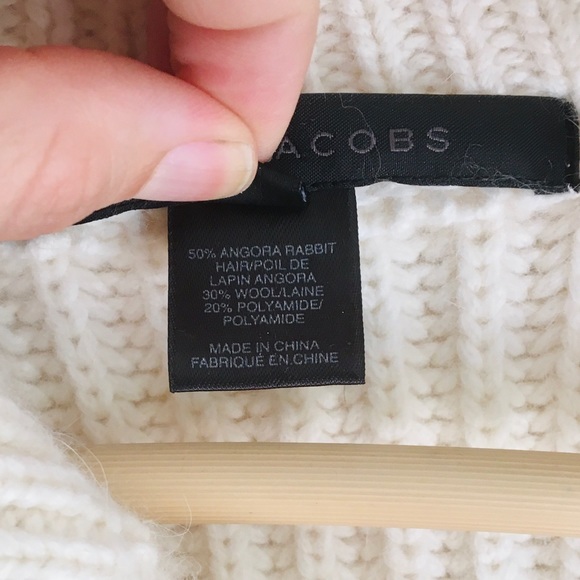 ACOBS
50% ANGORA RABBIT
HAIR/POIL DE
LAPIN ANGORA
30% WOOL/LAINE
20% POLYAMIDE/
POLYAMIDE
MADE IN CHINA
FABRIQUÉ EN CHINE